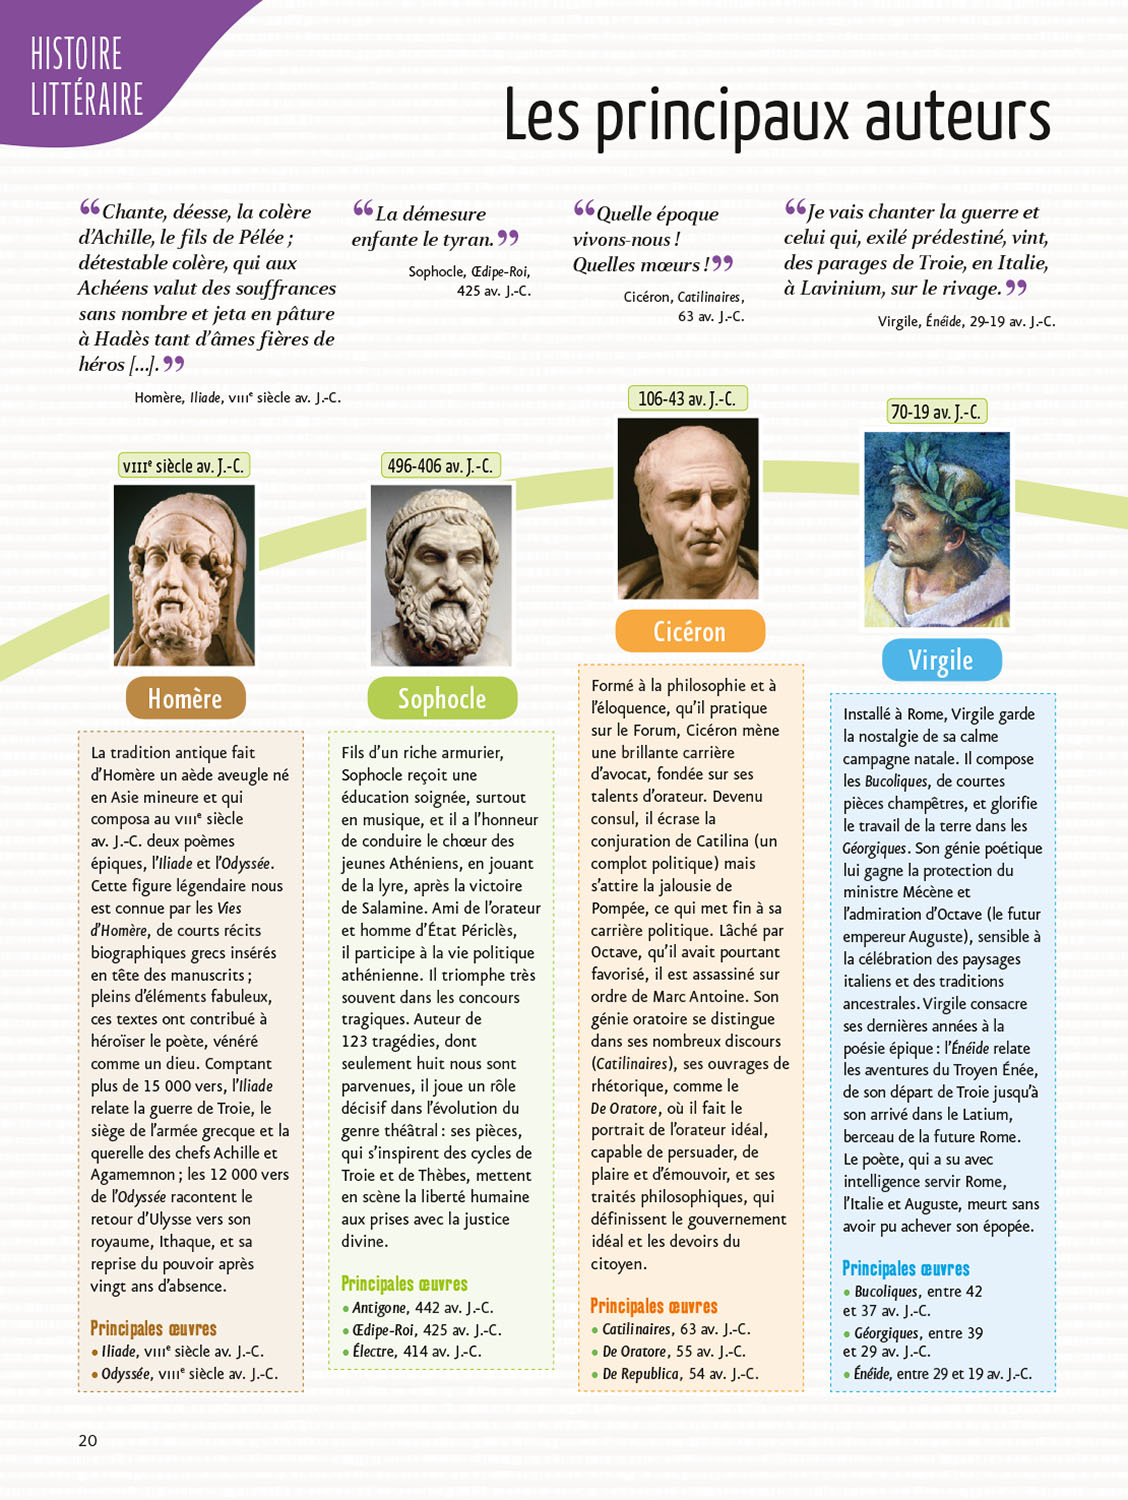 HISTOIRE
LITTÉRAIRE
Les principaux auteurs
“Chante, déesse, la colère
d’Achille, le fils de Pélée ;
détestable colère, qui aux
Achéens valut des souffrances
sans nombre et jeta en pâture
à Hadès tant d’âmes fières de
héros [...].”
Homère, Iliade, VIIIe siècle av. J.-C.
“La démesure
enfante le tyran.”
Sophocle, Œdipe-Roi,
425 av. J.-C.
“Quelle époque
vivons-nous !
Quelles mœurs !”
Cicéron, Catilinaires,
63 av. J.-C.
“Je vais chanter la guerre et
celui qui, exilé prédestiné, vint,
des parages de Troie, en Italie,
à Lavinium, sur le rivage.”
Virgile, Énéide, 29-19 av. J.-C.
VIIIe siècle av. J.-C.
Homère
La tradition antique fait
d’Homère un aède aveugle né
en Asie mineure et qui
composa au VIIIe siècle
av. J.-C. deux poèmes
épiques, l’Iliade et l’Odyssée.
Cette figure légendaire nous
est connue par les Vies
d’Homère, de courts récits
biographiques grecs insérés
en tête des manuscrits ;
pleins d’éléments fabuleux,
ces textes ont contribué à
héroïser le poète, vénéré
comme un dieu. Comptant
plus de 15 000 vers, l’Iliade
relate la guerre de Troie, le
siège de l’armée grecque et la
querelle des chefs Achille et
Agamemnon ; les 12 000 vers
de l’Odyssée racontent le
retour d’Ulysse vers son
royaume, Ithaque, et sa
reprise du pouvoir après
vingt ans d’absence.
Principales œuvres
• Iliade, VIIIe siècle av. J.-C.
• Odyssée, VIIIe siècle av. J.-C.
496-406 av. J.-C.
Sophocle
Fils d’un riche armurier,
Sophocle reçoit une
éducation soignée, surtout
en musique, et il a l’honneur
de conduire le chœur des
jeunes Athéniens, en jouant
de la lyre, après la victoire
de Salamine. Ami de l’orateur
et homme d’État Périclès,
il participe à la vie politique
athénienne. Il triomphe très
souvent dans les concours
tragiques. Auteur de
123 tragédies, dont
seulement huit nous sont
parvenues, il joue un rôle
décisif dans l’évolution du
genre théâtral : ses pièces,
qui s’inspirent des cycles de
Troie et de Thèbes, mettent
en scène la liberté humaine
aux prises avec la justice
divine.
Principales œuvres
• Antigone, 442 av. J.-C.
• Œdipe-Roi, 425 av. J.-C.
• Électre, 414 av. J.-C.
106-43 av. J.-C.
Cicéron
Formé à la philosophie et à
l’éloquence, qu’il pratique
sur le Forum, Cicéron mène
une brillante carrière
d’avocat, fondée sur ses
talents d’orateur. Devenu
consul, il écrase la
conjuration de Catilina (un
complot politique) mais
s’attire la jalousie de
Pompée, ce qui met fin à sa
carrière politique. Lâché par
Octave, qu’il avait pourtant
favorisé, il est assassiné sur
ordre de Marc Antoine. Son
génie oratoire se distingue
dans ses nombreux discours
(Catilinaires), ses ouvrages de
rhétorique, comme le
De Oratore, où il fait le
portrait de l’orateur idéal,
capable de persuader, de
plaire et d’émouvoir, et ses
traités philosophiques, qui
définissent le gouvernement
idéal et les devoirs du
citoyen.
Principales œuvres
• Catilinaires, 63 av. J.-C.
• De Oratore, 55 av. J.-C.
• De Republica, 54 av. J.-C.
70-19 av. J.-C.
Virgile
Installé à Rome, Virgile garde
la nostalgie de sa calme
campagne natale. Il compose
les Bucoliques, de courtes
pièces champêtres, et glorifie
le travail de la terre dans les
Géorgiques. Son génie poétique
lui gagne la protection du
ministre Mécène et
l’admiration d’Octave (le futur
empereur Auguste), sensible à
la célébration des paysages
italiens et des traditions
ancestrales. Virgile consacre
ses dernières années à la
poésie épique : l’Énéide relate
les aventures du Troyen Énée,
de son départ de Troie jusqu’à
son arrivé dans le Latium,
berceau de la future Rome.
Le poète, qui a su avec
intelligence servir Rome,
l’Italie et Auguste, meurt sans
avoir pu achever son épopée.
Principales œuvres
• Bucoliques, entre 42
et 37 av. J.-C.
• Géorgiques, entre 39
et 29 av. J.-C.
• Énéide, entre 29 et 19 av. J.-C.
20